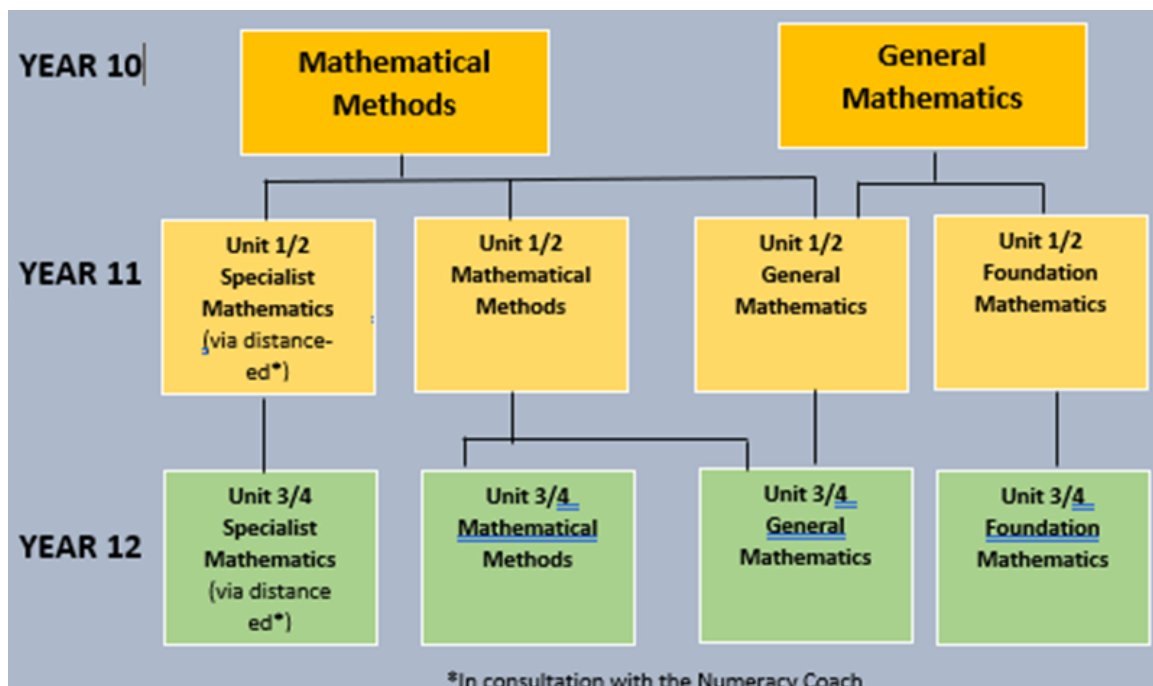 YEAR 10
Mathematical
Methods
General
Mathematics
YEAR 11
Unit 1/2
Specialist
Mathematics
(via distance-
ed*)
Unit 1/2
Mathematical
Methods
Unit 1/2
General
Mathematics
Unit 1/2
Foundation
Mathematics
YEAR 12
Unit 3/4
Specialist
Mathematics
(via distance
ed*)
Unit 3/4
Mathematical
Methods
Unit 3/4
General
Mathematics
Unit 3/4
Foundation
Mathematics
*In consultation with the Numeracy Coach